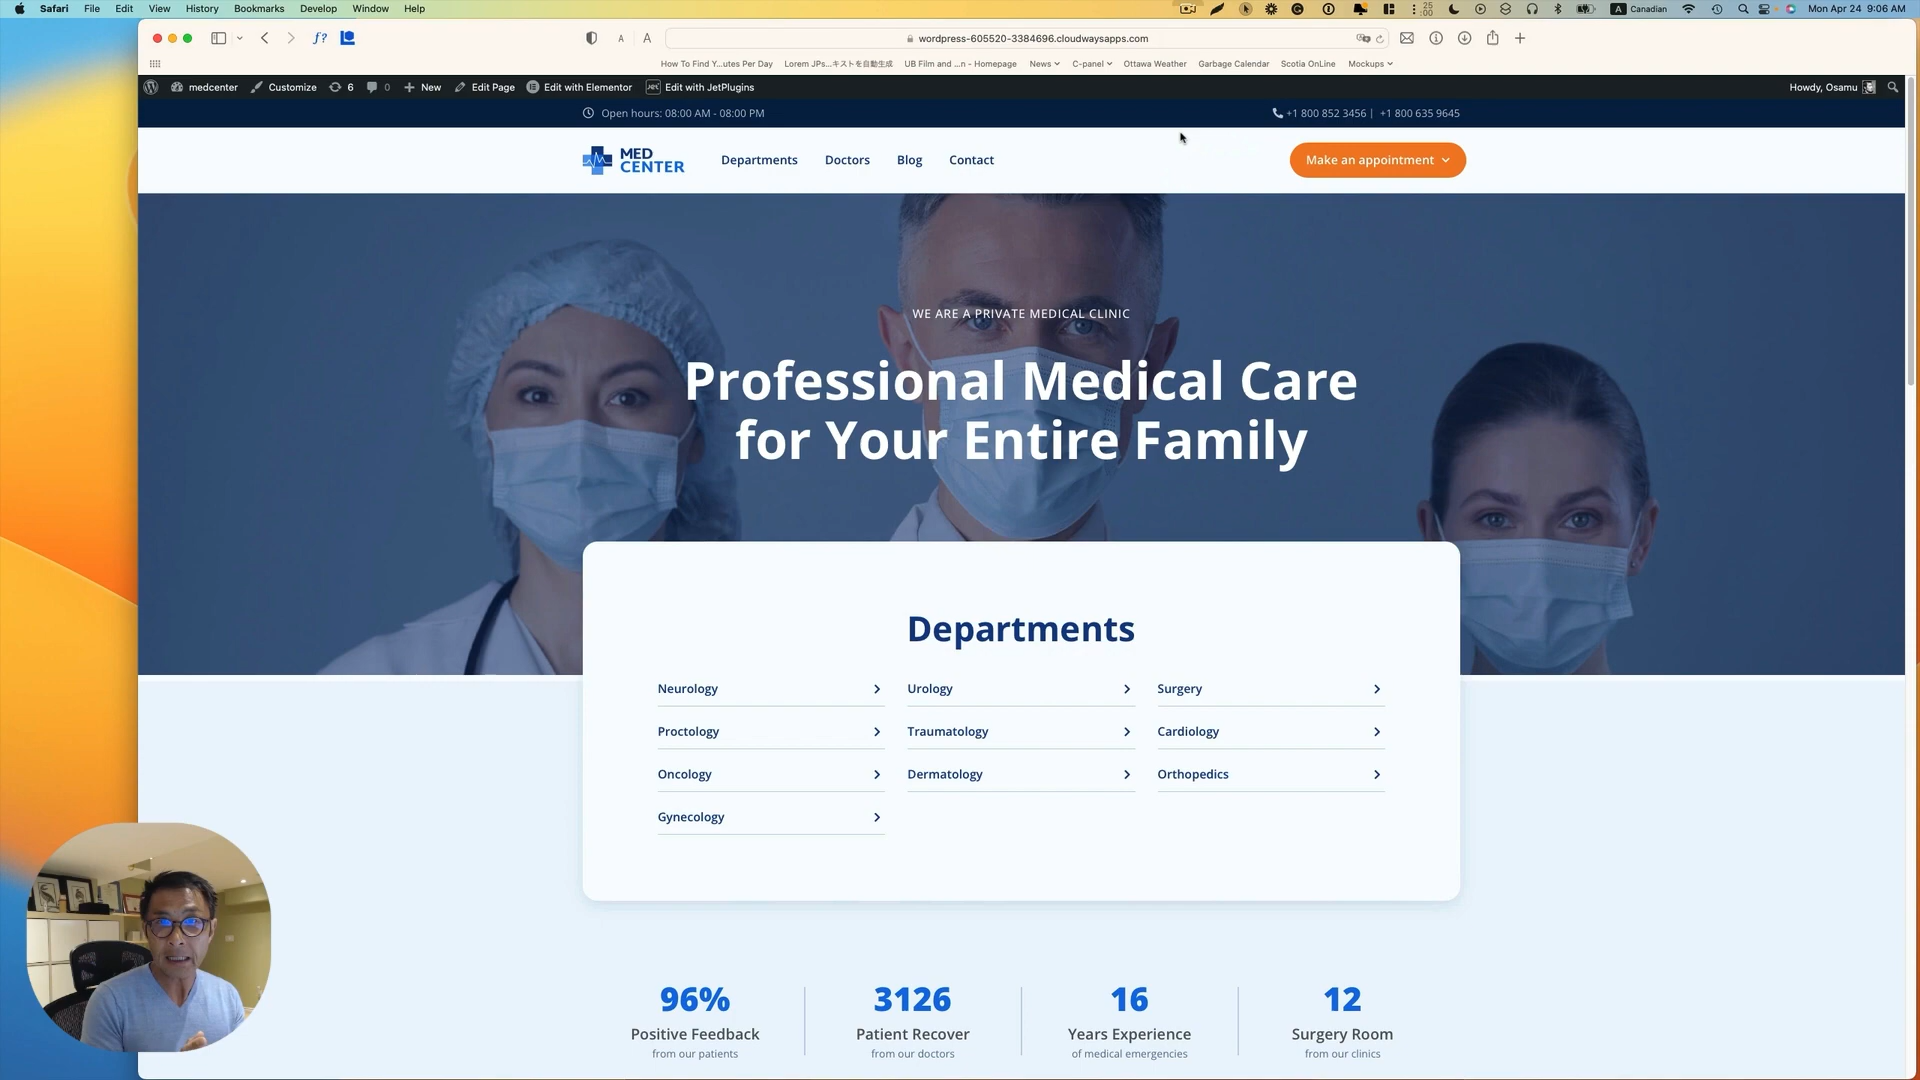 Safari File Edit View History Bookmarks Develop Window Help
25
:00
A Canadian
Mon Apr 24 9:06 AM
ƒ?
A A
wordpress-605520-3384696.cloudwaysapps.com
How To Find Y...utes Per Day Lorem JPs...キストを自動生成 UB Film and ...n - Homepage News C-panel Ottawa Weather Garbage Calendar Scotia OnLine Mockups
medcenter Customize 6 0 New Edit Page Edit with Elementor Edit with JetPlugins Howdy, Osamu
Open hours: 08:00 AM - 08:00 PM +1 800 852 3456 | +1 800 635 9645
MED
CENTER
Departments Doctors Blog Contact Make an appointment
WE ARE A PRIVATE MEDICAL CLINIC
Professional Medical Care
for Your Entire Family
Departments
Neurology Urology Surgery
Proctology Traumatology Cardiology
Oncology Dermatology Orthopedics
Gynecology
96% 3126 16 12
Positive Feedback Patient Recover Years Experience Surgery Room
from our patients from our doctors of medical emergencies from our clinics